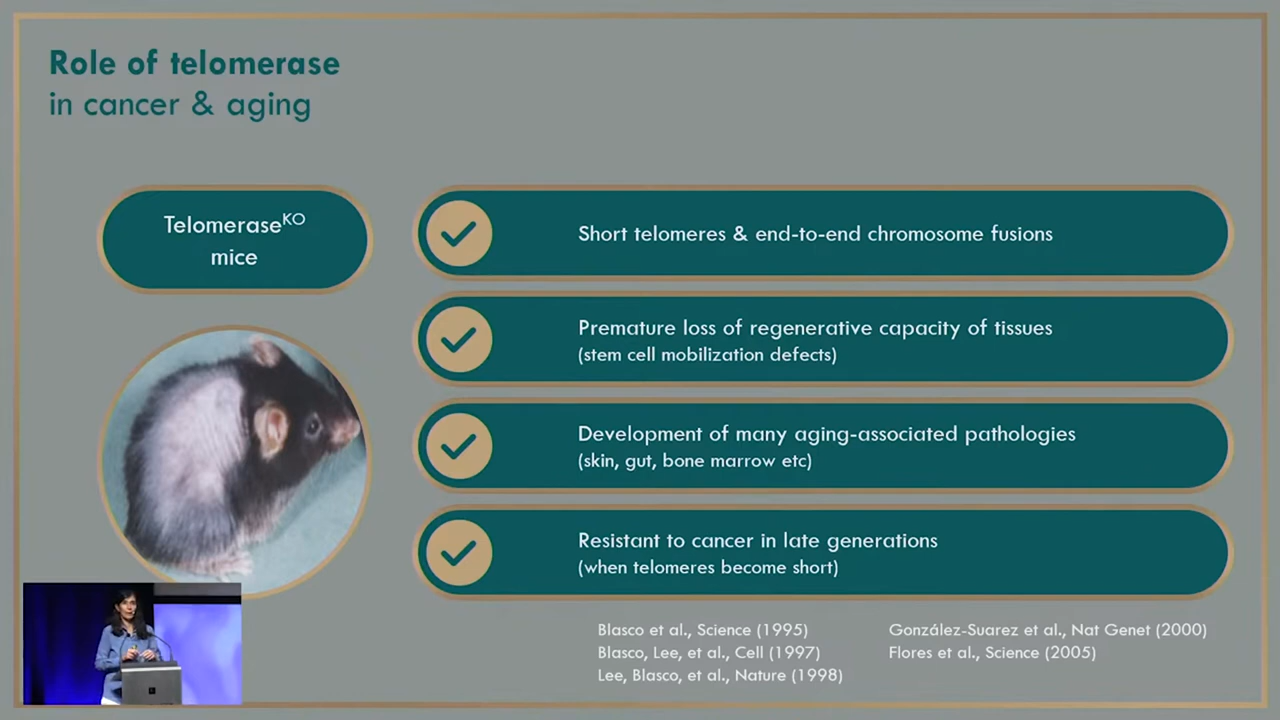 Role of telomerase
in cancer & aging
Telomerase^KO
mice
Short telomeres & end-to-end chromosome fusions
Premature loss of regenerative capacity of tissues
(stem cell mobilization defects)
Development of many aging-associated pathologies
(skin, gut, bone marrow etc)
Resistant to cancer in late generations
(when telomeres become short)
Blasco et al., Science (1995)
Blasco, Lee, et al., Cell (1997)
Lee, Blasco, et al., Nature (1998)
González-Suarez et al., Nat Genet (2000)
Flores et al., Science (2005)